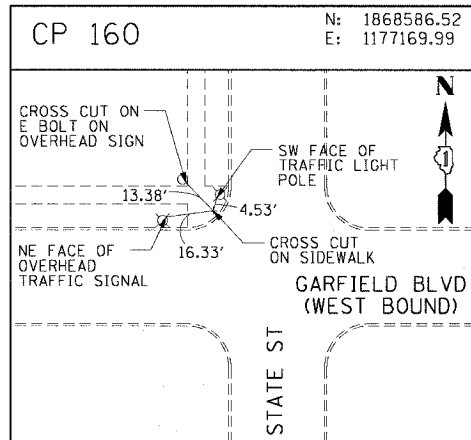 CP 160
N: 1868586.52
E: 1177169.99
CROSS CUT ON
E BOLT ON
OVERHEAD SIGN
N
SW FACE OF
TRAFFIC LIGHT
POLE
13.38'
4.53'
16.33'
CROSS CUT
ON SIDEWALK
NE FACE OF
OVERHEAD
TRAFFIC SIGNAL
GARFIELD BLVD
(WEST BOUND)
STATE ST
1